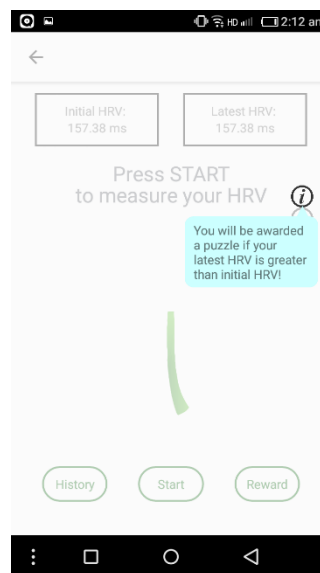 HD 2:12 am
Initial HRV: Latest HRV:
157.38 ms 157.38 ms
Press START
to measure your HRV i
You will be awarded
a puzzle if your
latest HRV is greater
than initial HRV!
History Start Reward